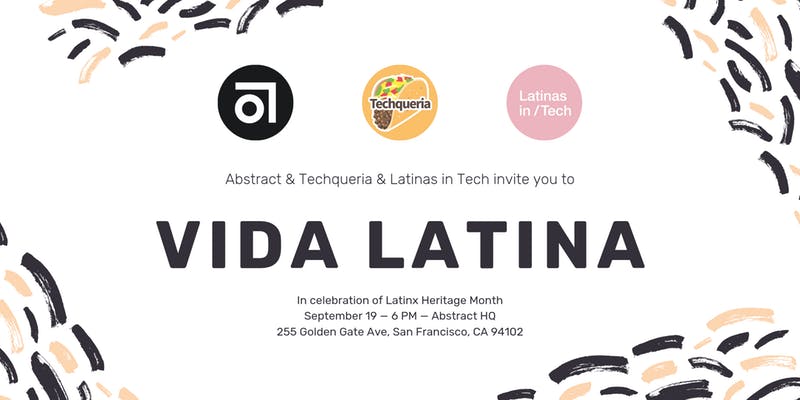 Techqueria
Latinas
in /Tech
Abstract & Techqueria & Latinas in Tech invite you to
VIDA LATINA
In celebration of Latinx Heritage Month
September 19 — 6 PM — Abstract HQ
255 Golden Gate Ave, San Francisco, CA 94102